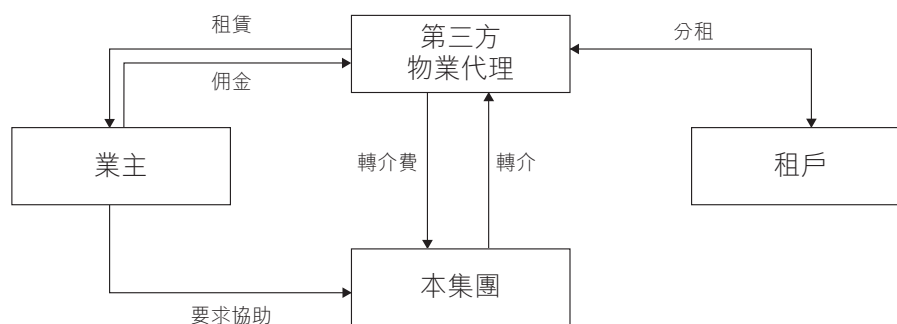 租賃
第三方
物業代理
分租
佣金
業主
轉介費
轉介
租戶
本集團
要求協助